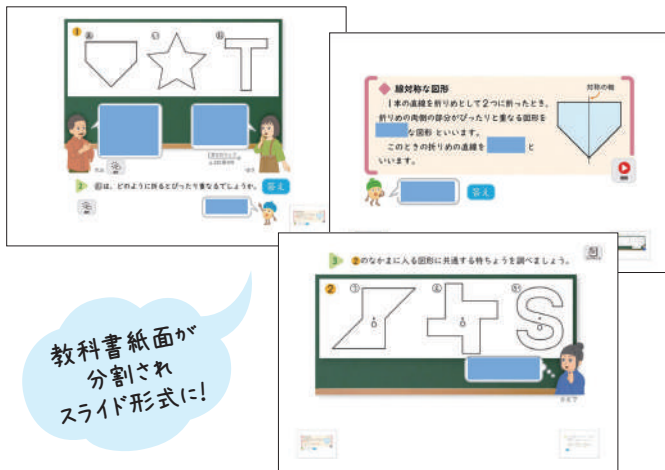 1
あ
い
う
T
2
あは、どのように折るとぴったり重なるでしょうか。
答え
線対称な図形
1本の直線を折りめとして2つに折ったとき、
折りめの両側の部分がぴったりと重なる図形を
な図形 といいます。
このときの折りめの直線を と
いいます。
対称の軸
答え
3 2のなかまに入る図形に共通する特ちょうを調べましょう。
2
S
教科書紙面が
分割され
スライド形式に!